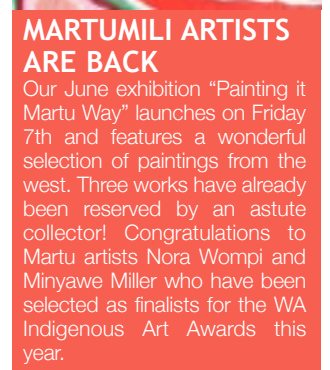 MARTUMILI ARTISTS
ARE BACK
Our June exhibition “Painting it
Martu Way” launches on Friday
7th and features a wonderful
selection of paintings from the
west. Three works have already
been reserved by an astute
collector! Congratulations to
Martu artists Nora Wompi and
Minyawe Miller who have been
selected as finalists for the WA
Indigenous Art Awards this
year.